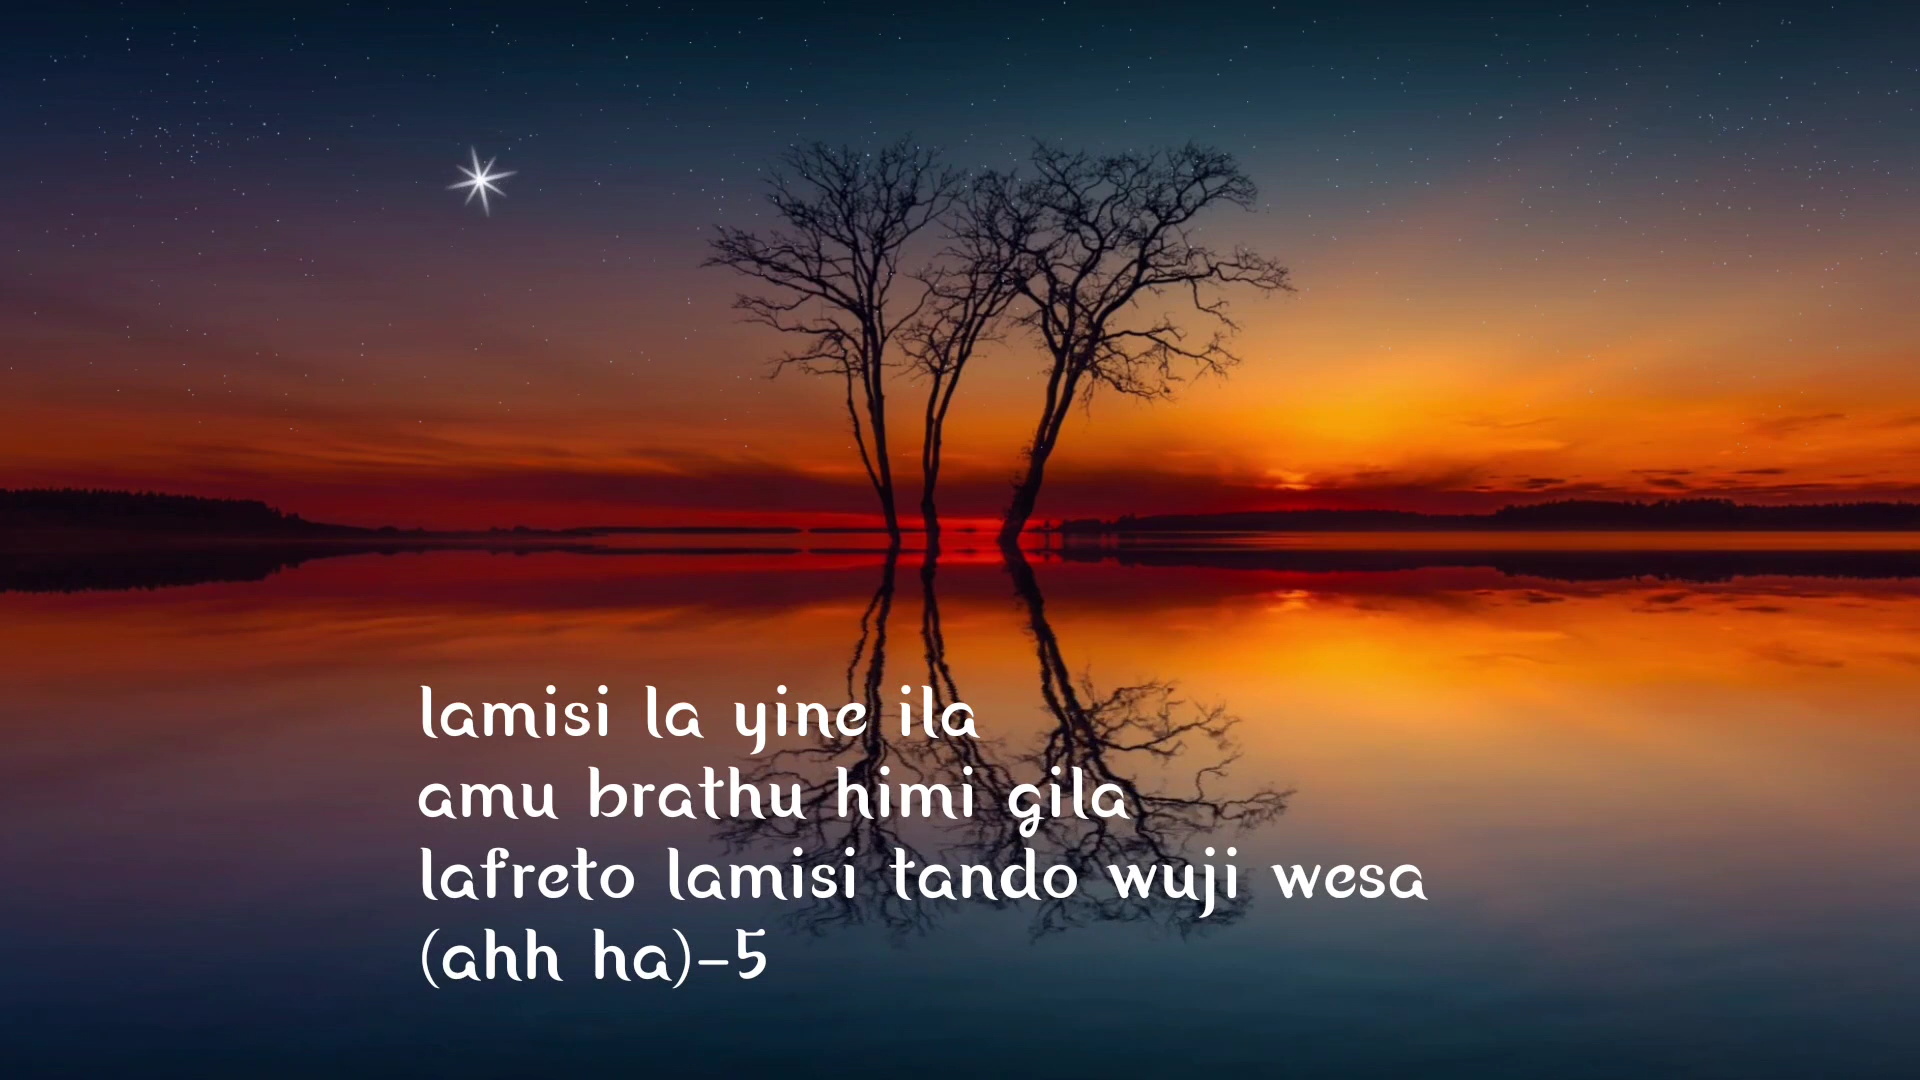 lamisi la yine ila
amu brathu himi gila
lafreto lamisi tando wuji wesa
(ahh ha)-5